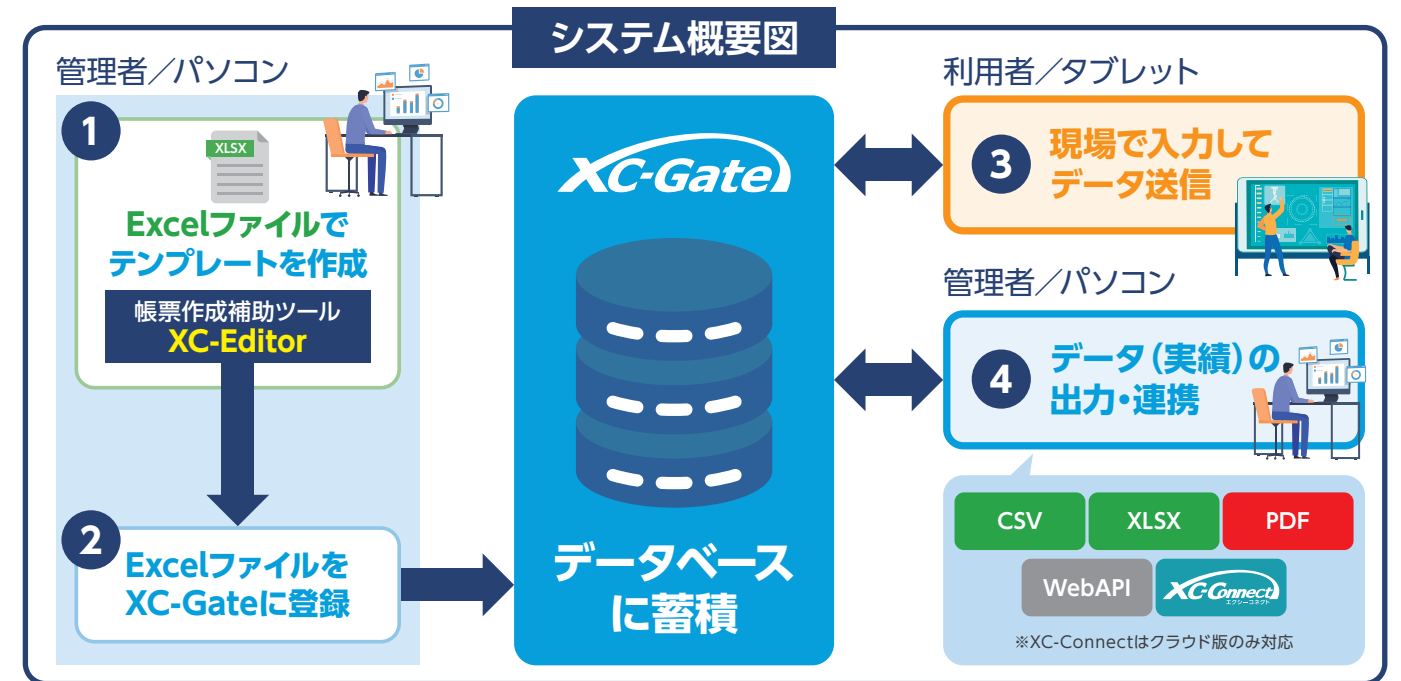 システム概要図
管理者／パソコン
1
XLSX
Excelファイルで
テンプレートを作成
帳票作成補助ツール
XC-Editor
2
Excelファイルを
XC-Gateに登録
XC-Gate
データベース
に蓄積
利用者／タブレット
3
現場で入力して
データ送信
管理者／パソコン
4
データ（実績）の
出力・連携
CSV
XLSX
PDF
WebAPI
XC-Connect
エクシーコネクト
※XC-Connectはクラウド版のみ対応